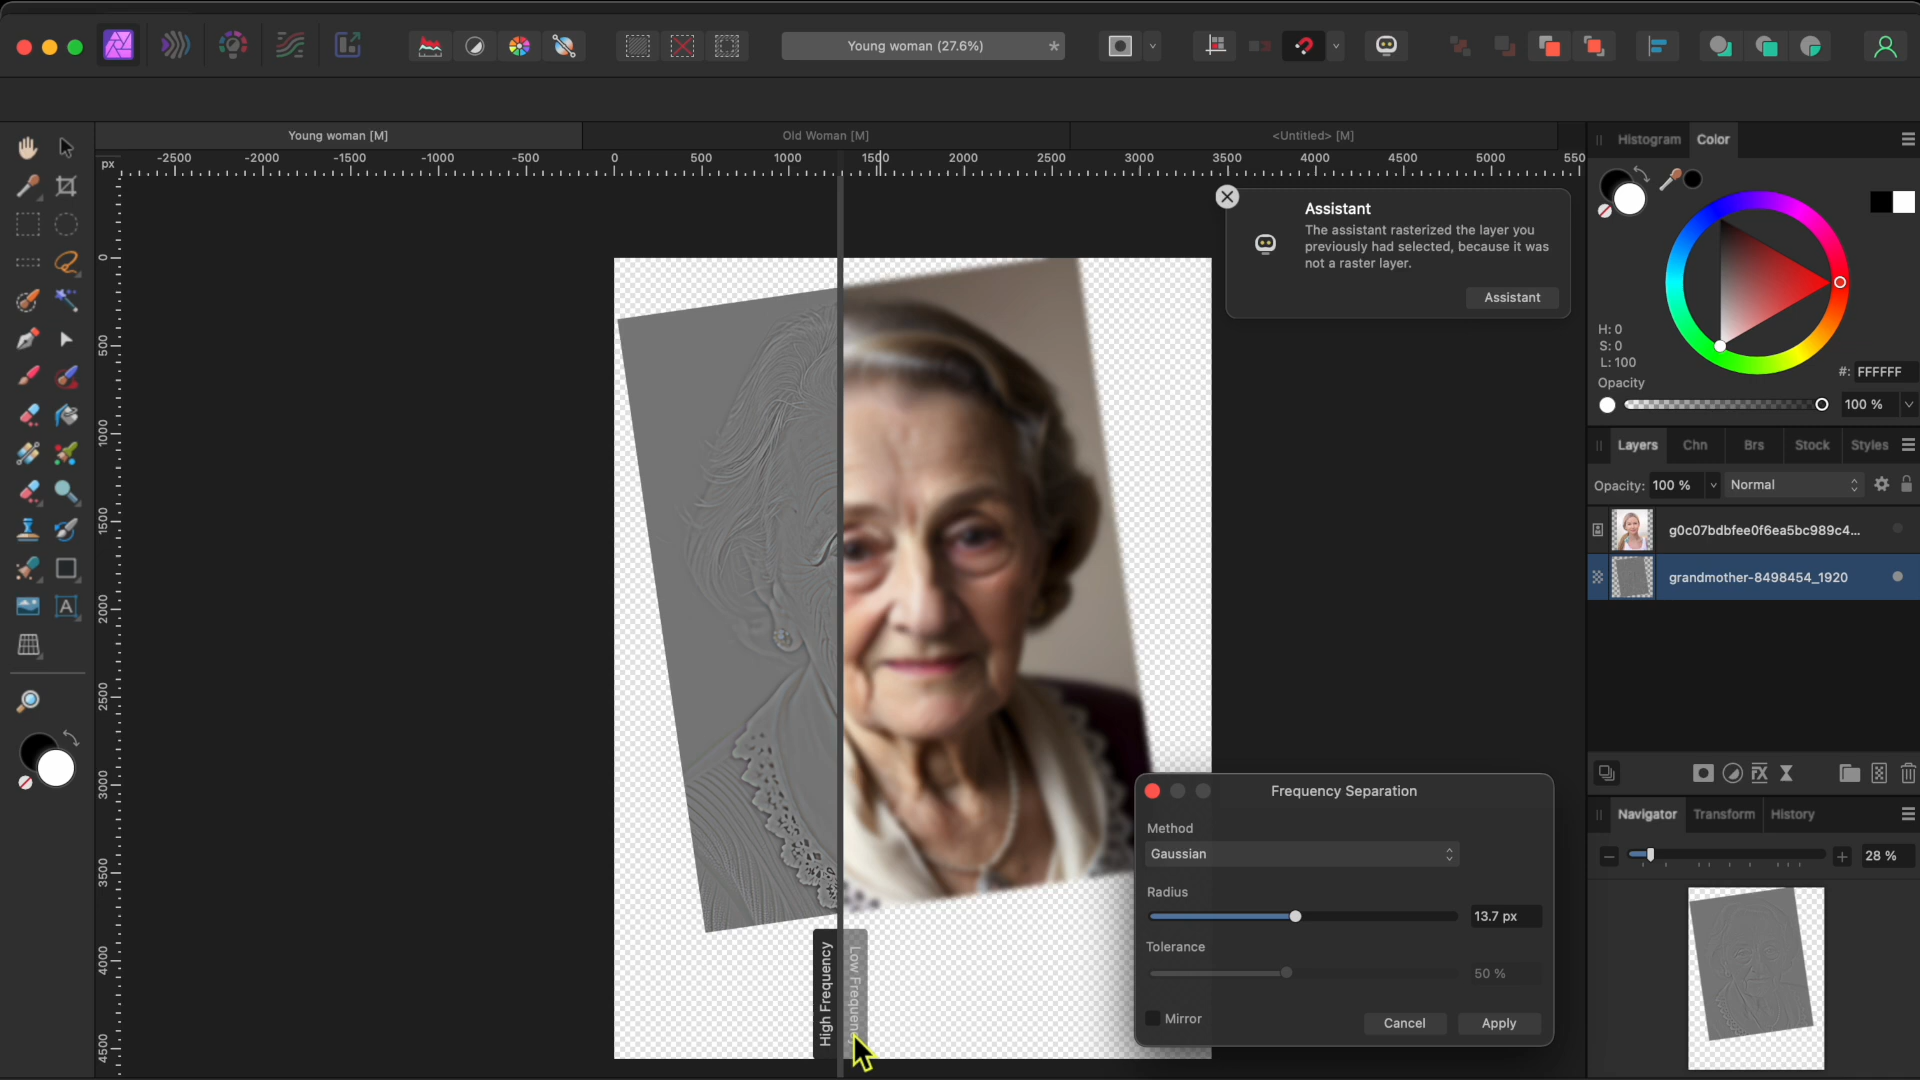 Young woman (27.6%)
*
Young woman [M]
Old Woman [M]
<Untitled> [M]
px
-2500
-2000
-1500
-1000
-500
0
500
1000
1500
2000
2500
3000
3500
4000
4500
5000
550
0
500
1000
1500
2000
2500
3000
3500
4000
4500
Assistant
The assistant rasterized the layer you
previously had selected, because it was
not a raster layer.
Assistant
High Frequency
Low Frequency
Frequency Separation
Method
Gaussian
Radius
13.7 px
Tolerance
50 %
Mirror
Cancel
Apply
Histogram
Color
H: 0
S: 0
L: 100
#: FFFFFF
Opacity
100 %
Layers
Chn
Brs
Stock
Styles
Opacity: 100 %
Normal
g0c07bdbfee0f6ea5bc989c4...
grandmother-8498454_1920
Navigator
Transform
History
28 %